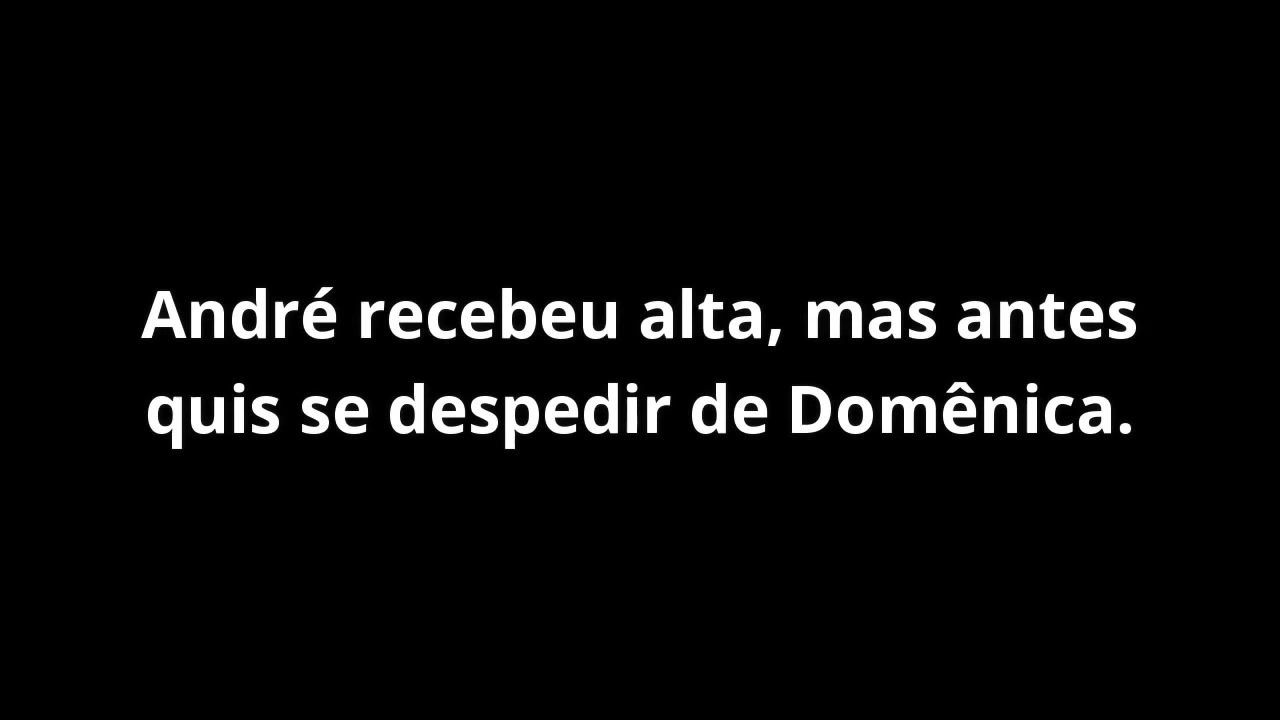 André recebeu alta, mas antes
quis se despedir de Domênica.